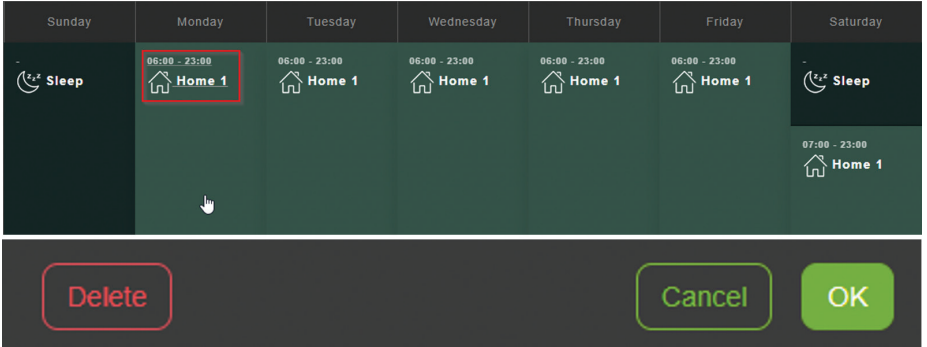 Sunday Monday Tuesday Wednesday Thursday Friday Saturday
- 06:00 - 23:00 06:00 - 23:00 06:00 - 23:00 06:00 - 23:00 06:00 - 23:00 -
zzz Sleep Home 1 Home 1 Home 1 Home 1 Home 1 zzz Sleep
07:00 - 23:00
Home 1
Delete Cancel OK